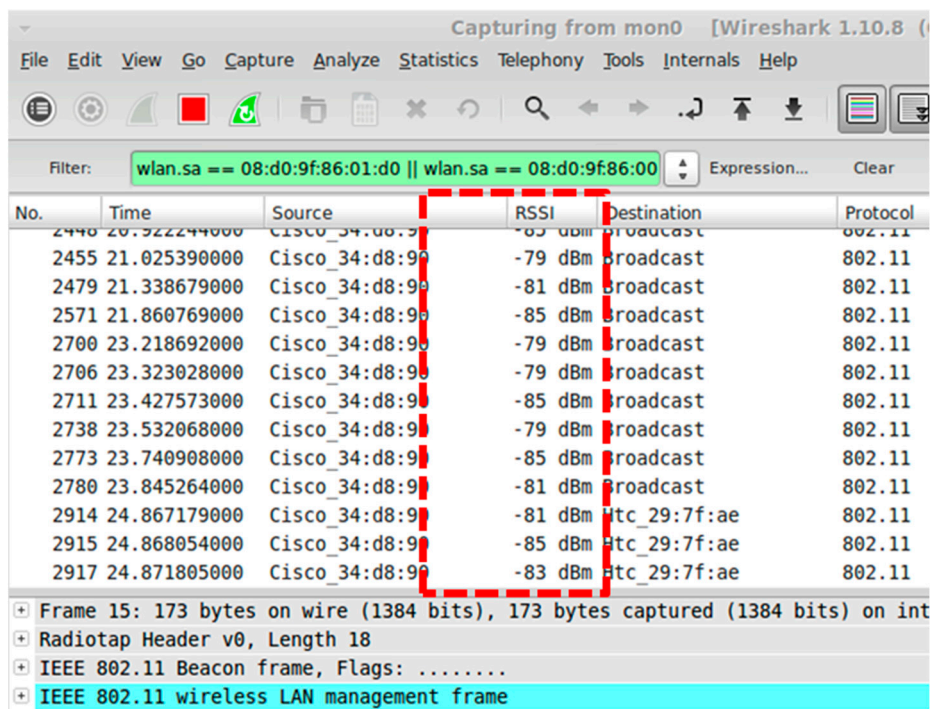 Capturing from mon0 [Wireshark 1.10.8 (
File Edit View Go Capture Analyze Statistics Telephony Tools Internals Help
Filter: wlan.sa == 08:d0:9f:86:01:d0 || wlan.sa == 08:d0:9f:86:00 Expression... Clear
No. Time Source RSSI Destination Protocol
2448 20.922244000 Cisco_34:d8:90 -85 dBm Broadcast 802.11
2455 21.025390000 Cisco_34:d8:90 -79 dBm Broadcast 802.11
2479 21.338679000 Cisco_34:d8:90 -81 dBm Broadcast 802.11
2571 21.860769000 Cisco_34:d8:90 -85 dBm Broadcast 802.11
2700 23.218692000 Cisco_34:d8:90 -79 dBm Broadcast 802.11
2706 23.323028000 Cisco_34:d8:90 -79 dBm Broadcast 802.11
2711 23.427573000 Cisco_34:d8:90 -85 dBm Broadcast 802.11
2738 23.532068000 Cisco_34:d8:90 -79 dBm Broadcast 802.11
2773 23.740908000 Cisco_34:d8:90 -85 dBm Broadcast 802.11
2780 23.845264000 Cisco_34:d8:90 -81 dBm Broadcast 802.11
2914 24.867179000 Cisco_34:d8:90 -81 dBm Htc_29:7f:ae 802.11
2915 24.868054000 Cisco_34:d8:90 -85 dBm Htc_29:7f:ae 802.11
2917 24.871805000 Cisco_34:d8:90 -83 dBm Htc_29:7f:ae 802.11
Frame 15: 173 bytes on wire (1384 bits), 173 bytes captured (1384 bits) on int
Radiotap Header v0, Length 18
IEEE 802.11 Beacon frame, Flags: ........
IEEE 802.11 wireless LAN management frame